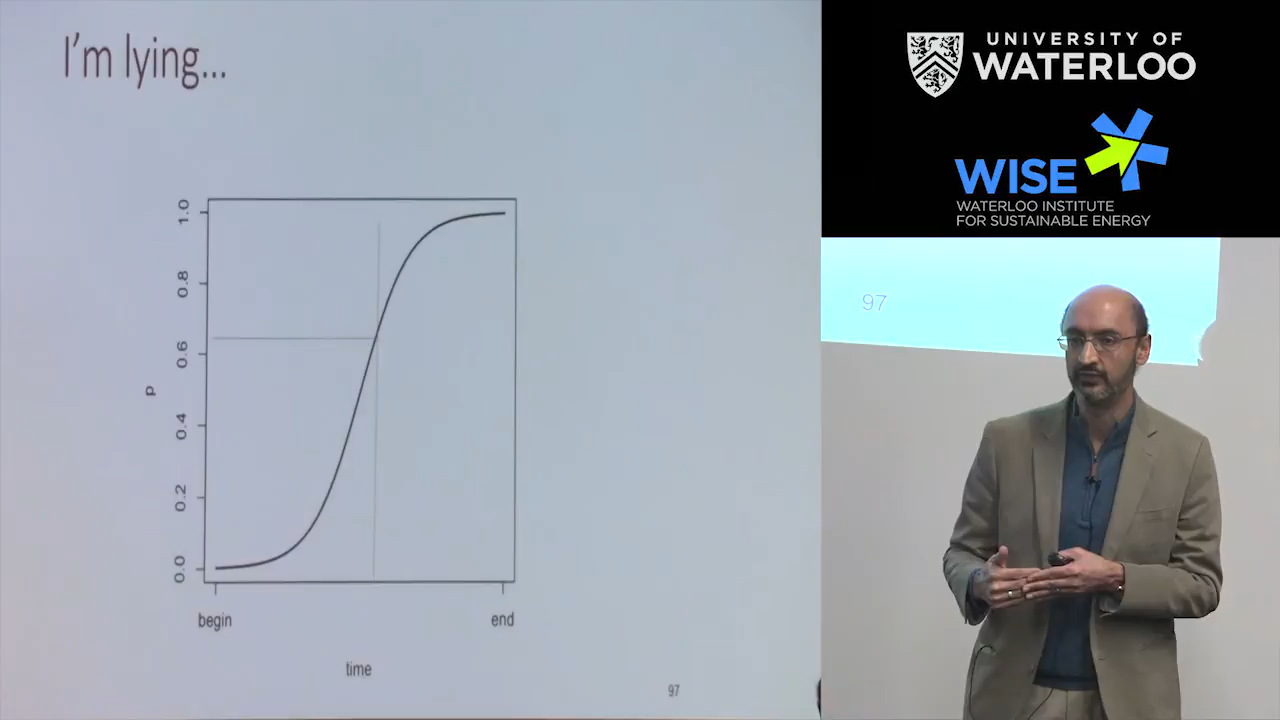 I'm lying...
1.0
0.8
0.6
0.4
0.2
0.0
p
begin
end
time
97
UNIVERSITY OF
WATERLOO
WISE
WATERLOO INSTITUTE
FOR SUSTAINABLE ENERGY
97